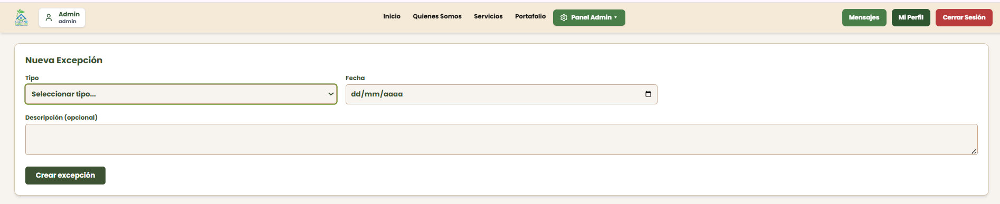 Admin
admin
Inicio
Quienes Somos
Servicios
Portafolio
Panel Admin
Mensajes
Mi Perfil
Cerrar Sesión
Nueva Excepción
Tipo
Fecha
Seleccionar tipo...
dd/mm/aaaa
Descripción (opcional)
Crear excepción